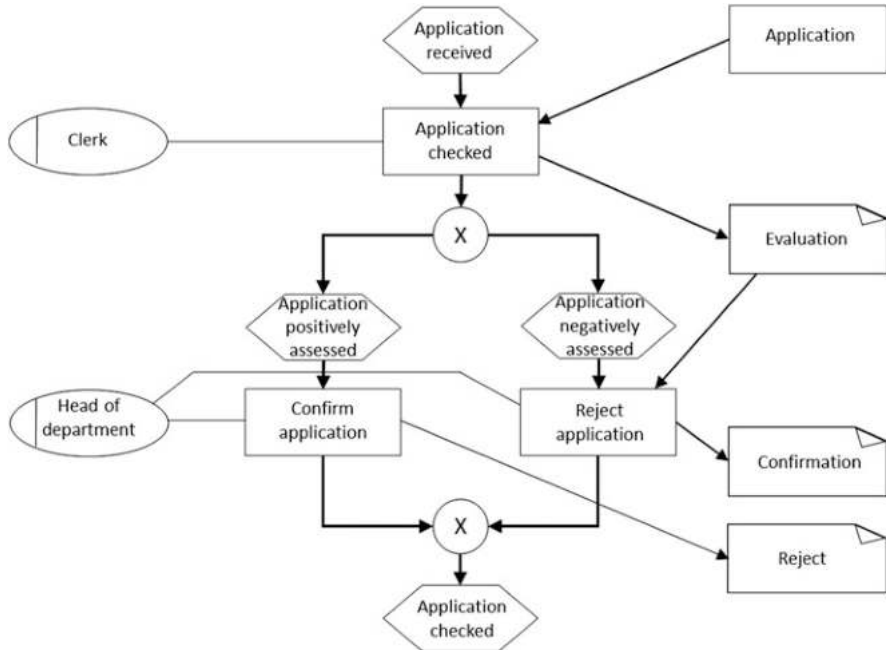 Application
received
Application
Clerk
Application
checked
X
Evaluation
Application
positively
assessed
Application
negatively
assessed
Head of
department
Confirm
application
Reject
application
Confirmation
X
Reject
Application
checked